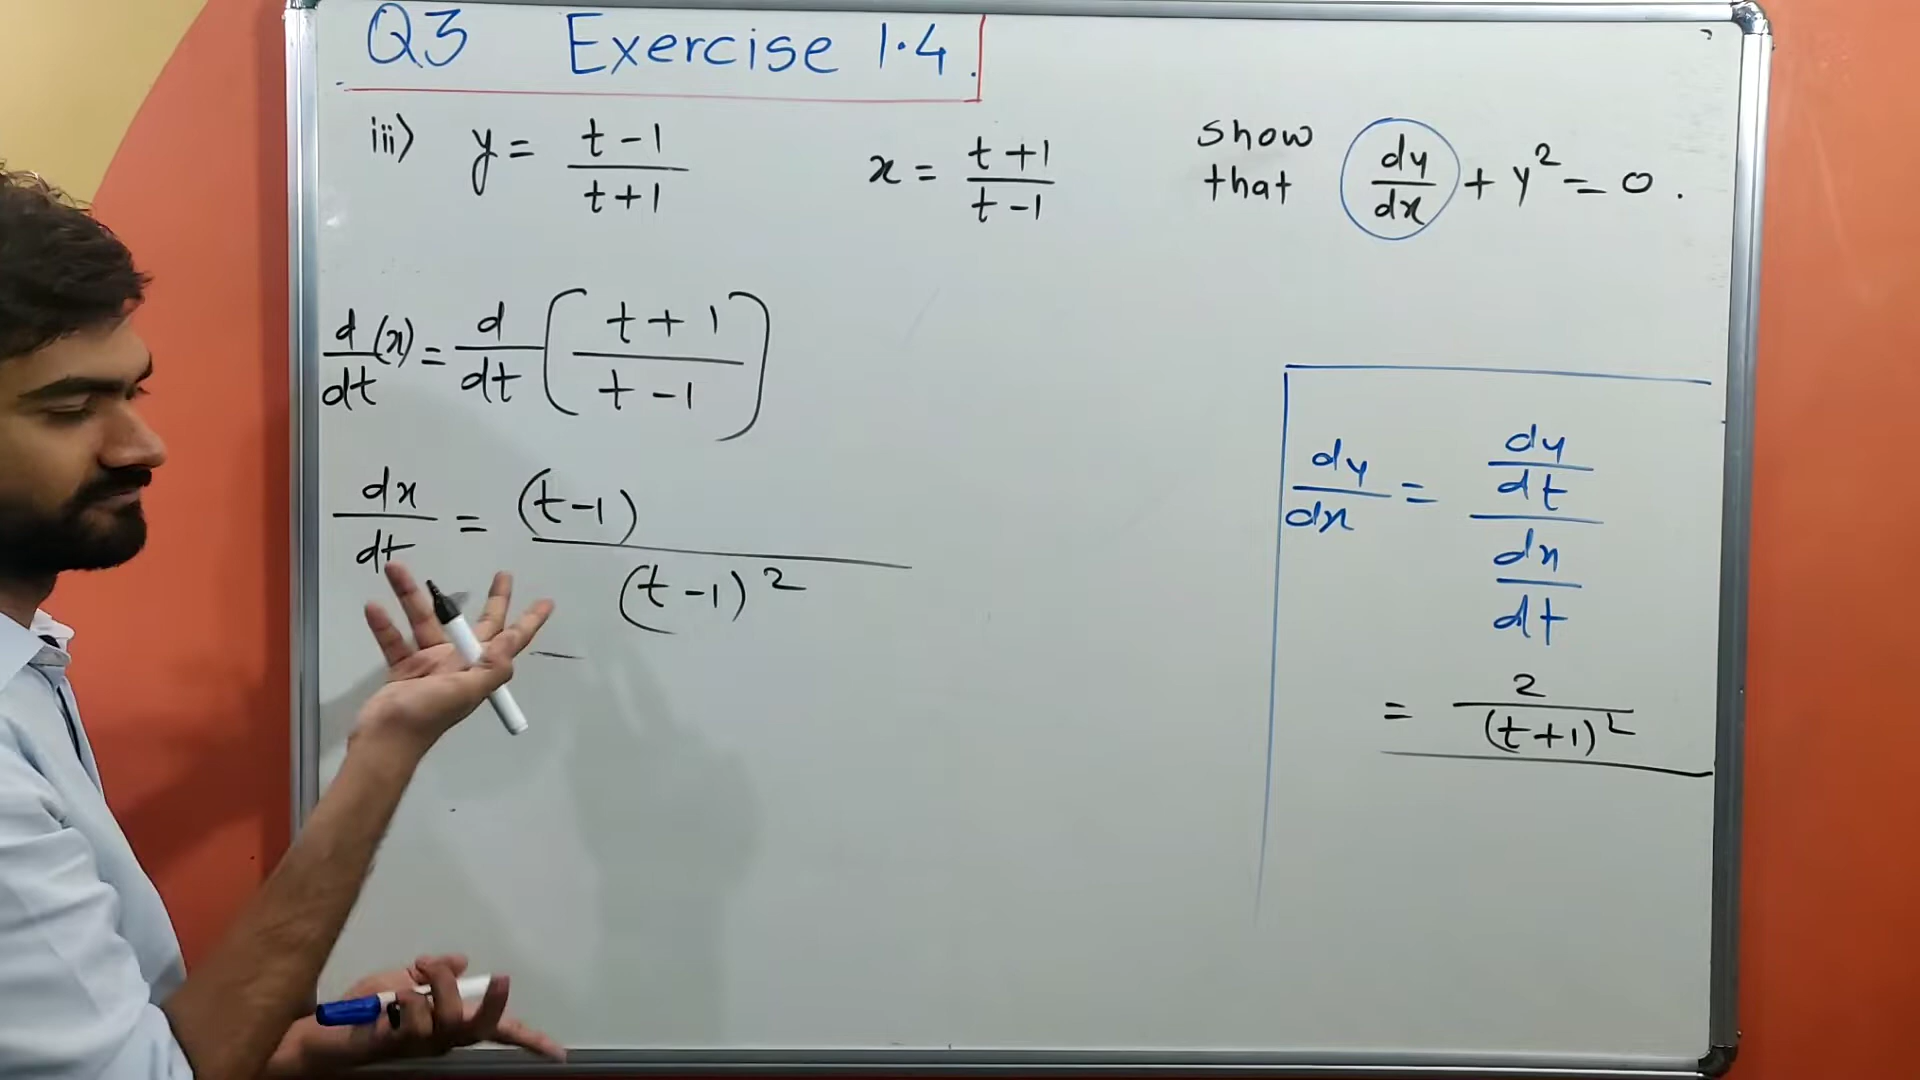 Q3 Exercise 1.4.
iii) y = (t-1)/(t+1) x = (t+1)/(t-1) show that dy/dx + y² = 0.
d/dt (x) = d/dt ((t+1)/(t-1))
dx/dt = (t-1)/(t-1)²
dy/dx = (dy/dt)/(dx/dt)
= 2/(t+1)²